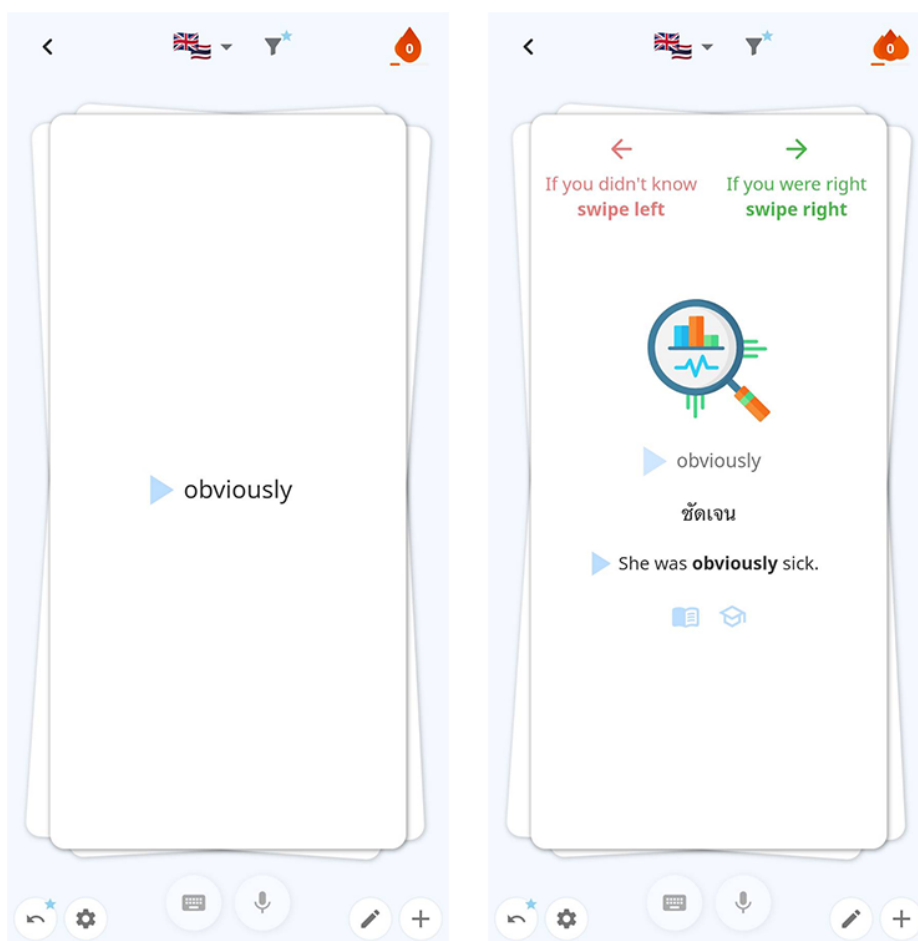 0
obviously
0
If you didn't know
swipe left
If you were right
swipe right
obviously
ชัดเจน
She was obviously sick.